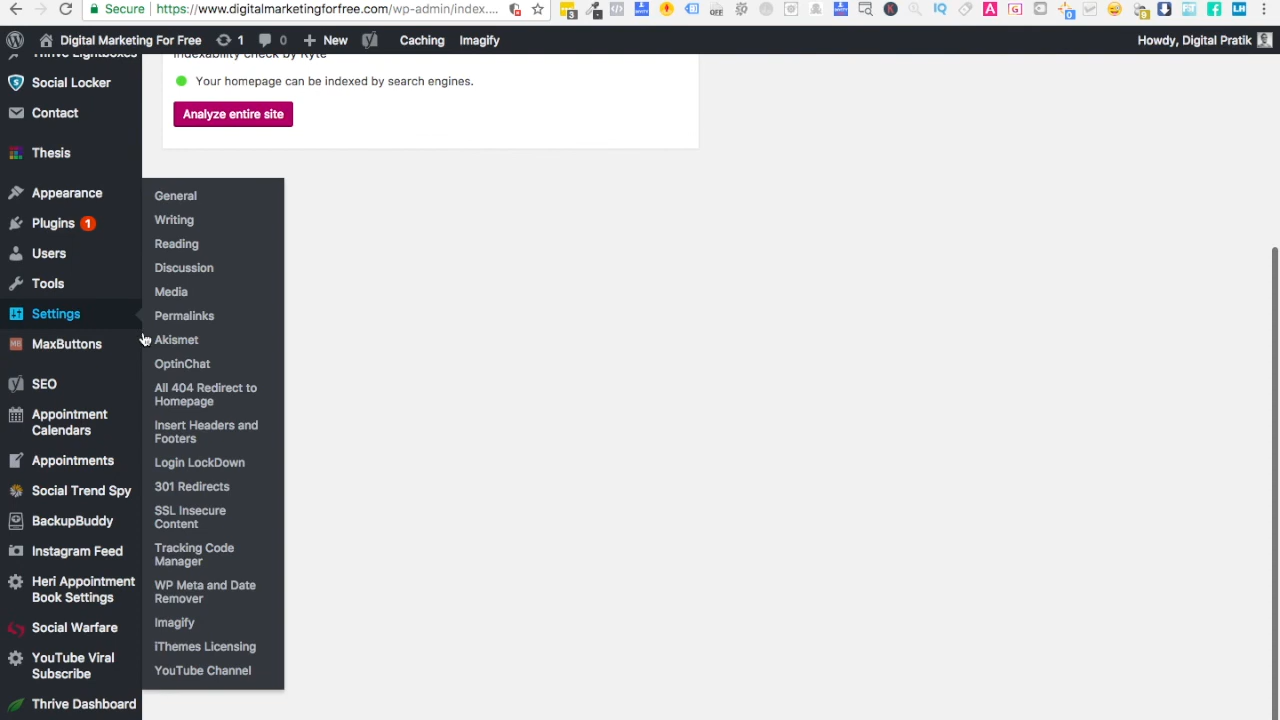 Secure https://www.digitalmarketingforfree.com/wp-admin/index....
Digital Marketing For Free 1 0 New Caching Imagify Howdy, Digital Pratik
Thrive Lightboxes
Social Locker
Contact
Thesis
Appearance
Plugins 1
Users
Tools
Settings
MaxButtons
SEO
Appointment
Calendars
Appointments
Social Trend Spy
BackupBuddy
Instagram Feed
Heri Appointment
Book Settings
Social Warfare
YouTube Viral
Subscribe
Thrive Dashboard
General
Writing
Reading
Discussion
Media
Permalinks
Akismet
OptinChat
All 404 Redirect to
Homepage
Insert Headers and
Footers
Login LockDown
301 Redirects
SSL Insecure
Content
Tracking Code
Manager
WP Meta and Date
Remover
Imagify
iThemes Licensing
YouTube Channel
Indexability check by Ryte
Your homepage can be indexed by search engines.
Analyze entire site